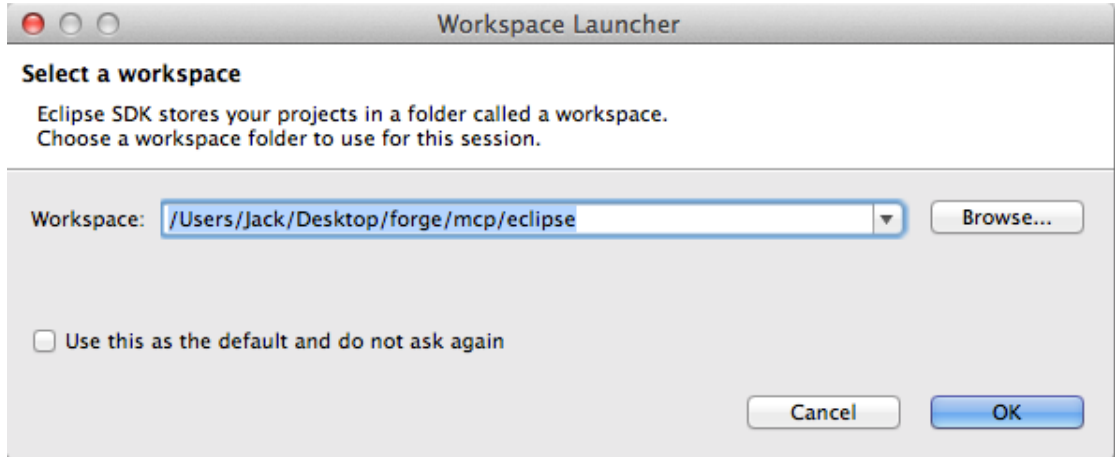 Workspace Launcher
Select a workspace
Eclipse SDK stores your projects in a folder called a workspace.
Choose a workspace folder to use for this session.
Workspace: /Users/Jack/Desktop/forge/mcp/eclipse Browse...
Use this as the default and do not ask again
Cancel OK